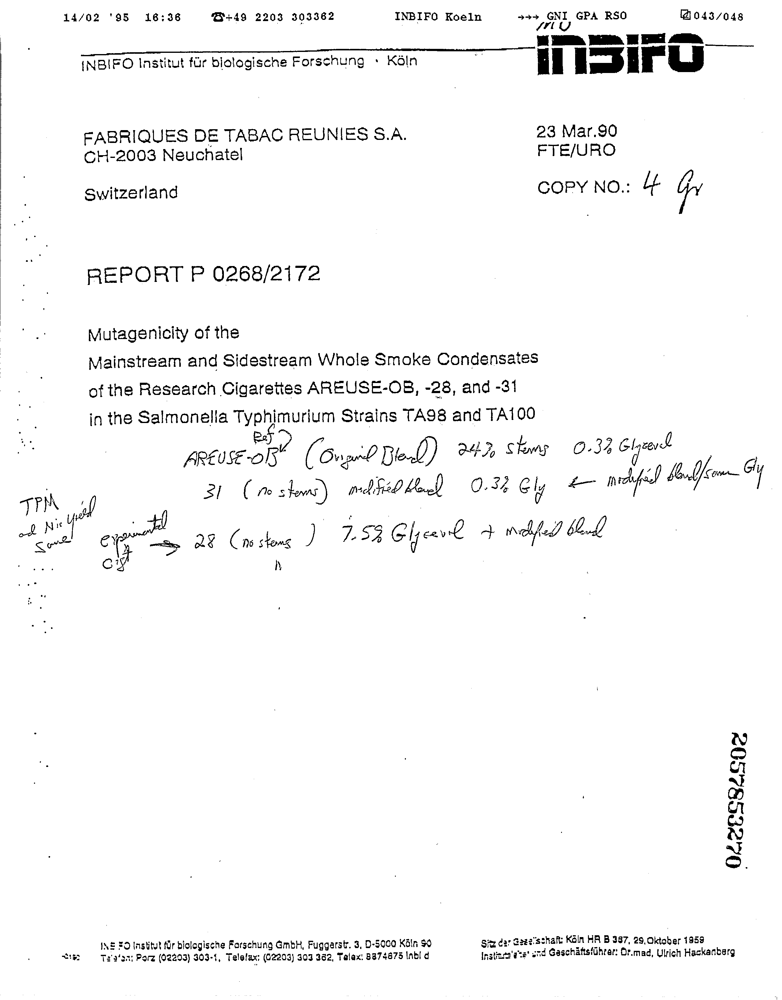 14/02 '95 16:36 ☎+49 2203 303362 INBIFO Koeln →→→ GNI GPA RSO 043/048
INBIFO
INBIFO Institut für biologische Forschung · Köln
FABRIQUES DE TABAC REUNIES S.A.
CH-2003 Neuchatel
Switzerland
23 Mar.90
FTE/URO
COPY NO.: 4 Gr
REPORT P 0268/2172
Mutagenicity of the
Mainstream and Sidestream Whole Smoke Condensates
of the Research Cigarettes AREUSE-OB, -28, and -31
in the Salmonella Typhimurium Strains TA98 and TA100
Ref
AREUSE-OB (Original Blend) 24% stems 0.3% Glycerol
31 (no stems) modified blend 0.3% Gly ← modified blend/same Gly
TPM
and Nic Yield
Same
experimental
cig → 28 (no stems) 7.5% Glycerol + modified blend
2057853270
INBIFO Institut für biologische Forschung GmbH, Fuggerstr. 3, D-5000 Köln 90
Telefon: Porz (02203) 303-1, Telefax: (02203) 303 362, Telex: 8874675 inbi d
Sitz der Gesellschaft: Köln HR B 367, 29. Oktober 1959
Institutsleiter und Geschäftsführer: Dr.med. Ulrich Hackenberg